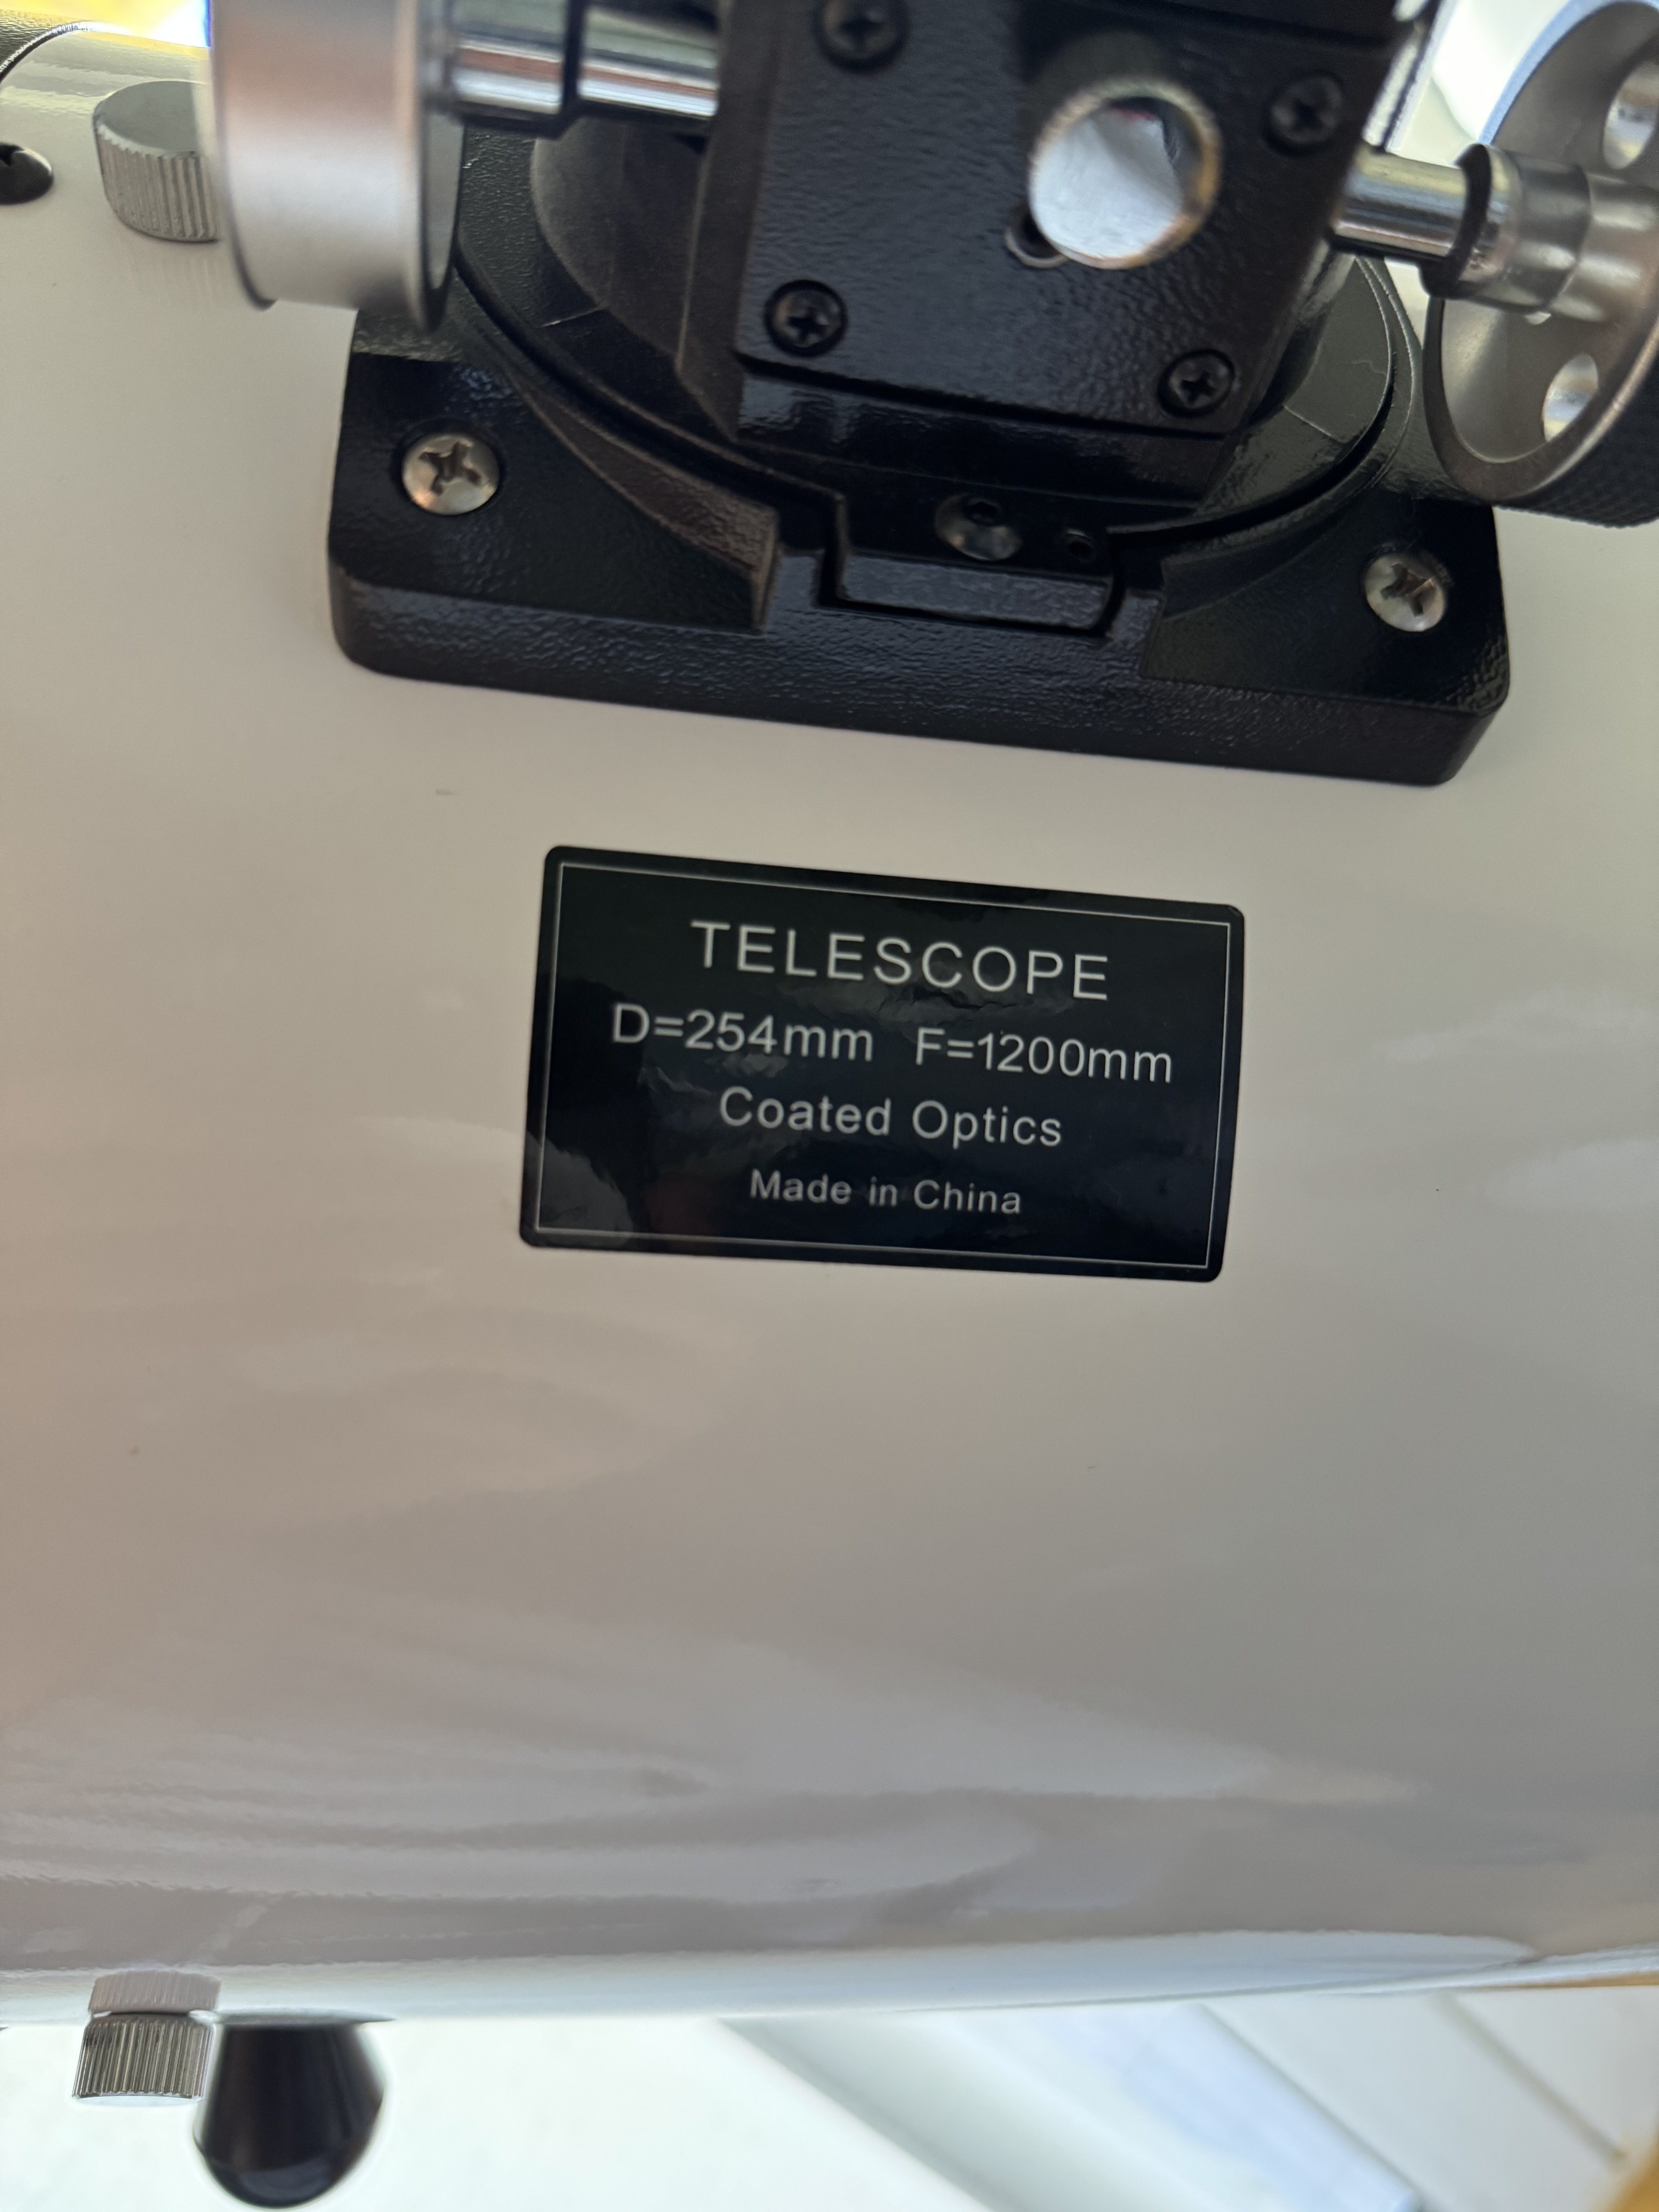 TELESCOPE
D=254mm F=1200mm
Coated Optics
Made in China